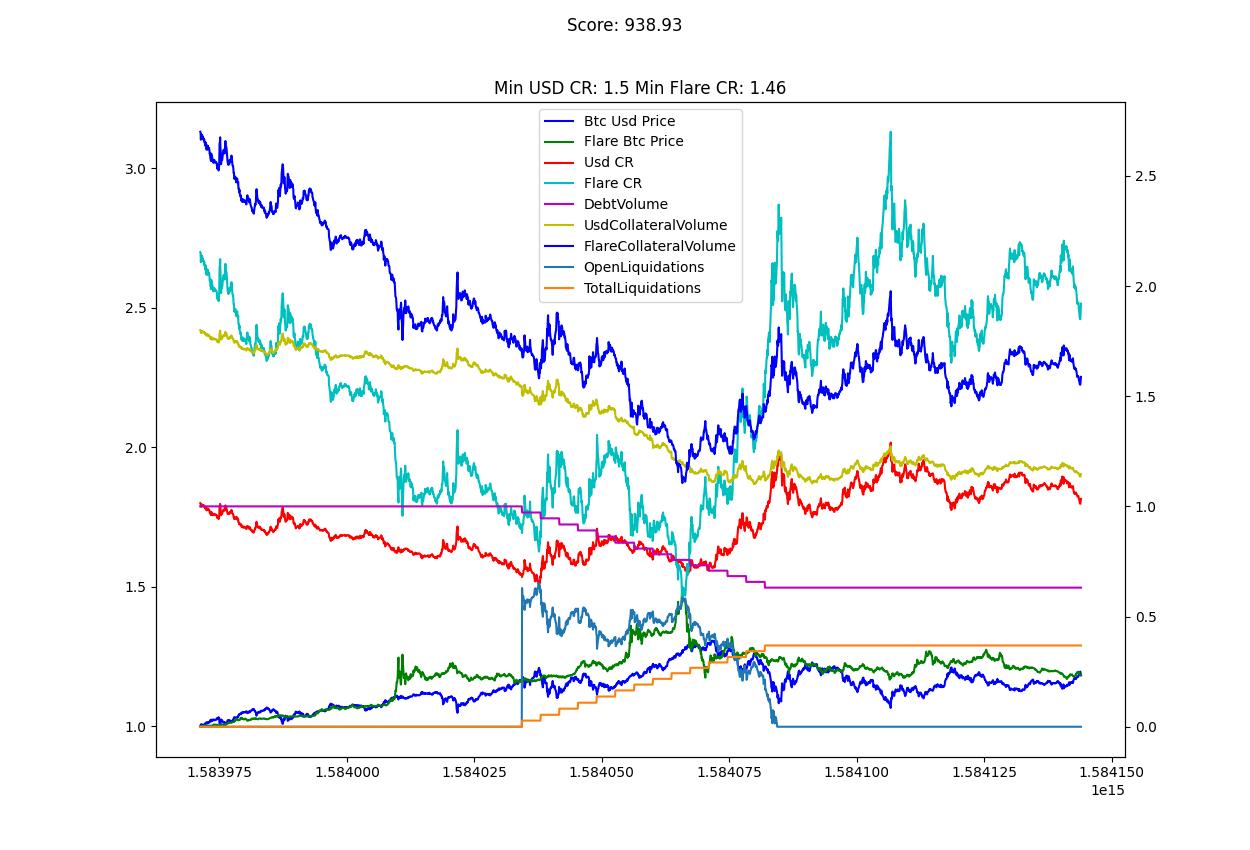 Score: 938.93
Min USD CR: 1.5 Min Flare CR: 1.46
Btc Usd Price
Flare Btc Price
Usd CR
Flare CR
DebtVolume
UsdCollateralVolume
FlareCollateralVolume
OpenLiquidations
TotalLiquidations
3.0
2.5
2.0
1.5
1.0
2.5
2.0
1.5
1.0
0.5
0.0
1.583975 1.584000 1.584025 1.584050 1.584075 1.584100 1.584125 1.584150
1e15